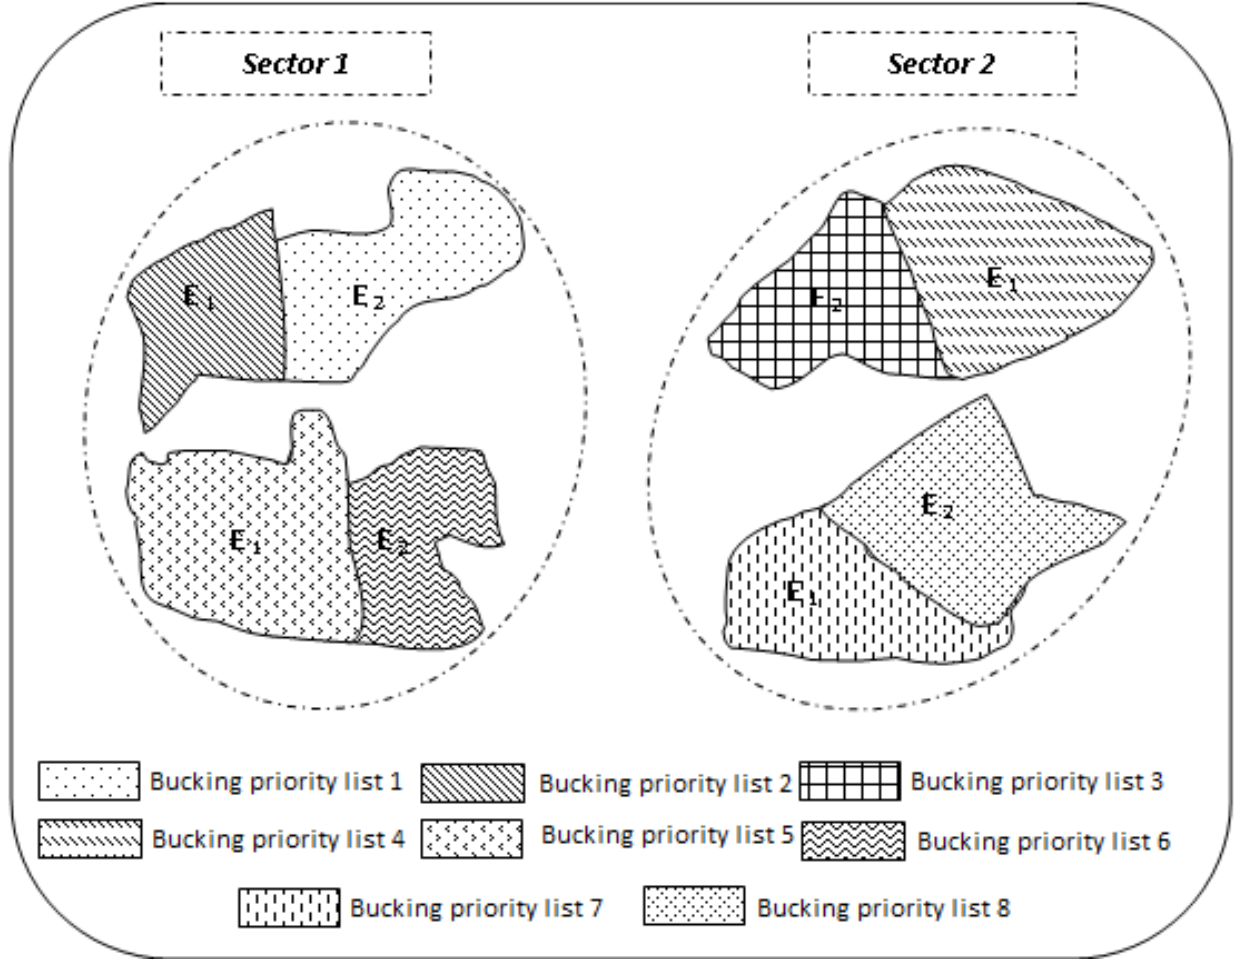 Sector 1
Sector 2
E1
E2
E2
E1
E1
E2
E2
E1
Bucking priority list 1
Bucking priority list 2
Bucking priority list 3
Bucking priority list 4
Bucking priority list 5
Bucking priority list 6
Bucking priority list 7
Bucking priority list 8